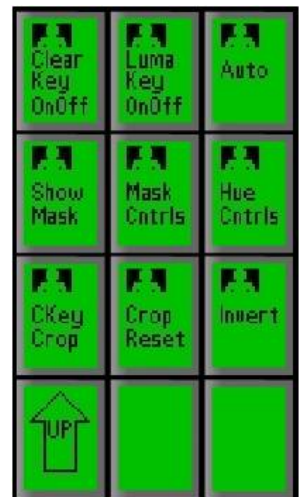 Clear
Key
OnOff
Luma
Key
OnOff
Auto
Show
Mask
Mask
Cntrls
Hue
Cntrls
CKey
Crop
Crop
Reset
Invert
UP